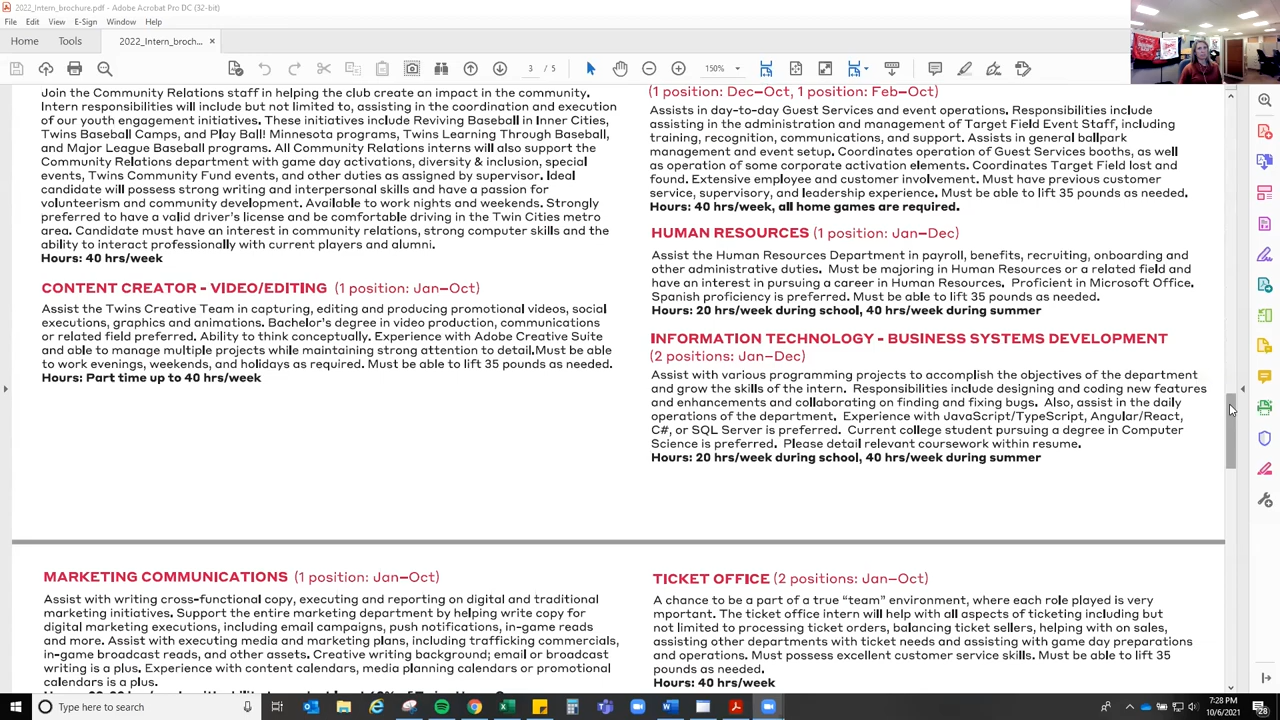 2022_Intern_brochure.pdf - Adobe Acrobat Pro DC (32-bit)
File Edit View E-Sign Window Help
Home Tools 2022_Intern_broch... ×
3 / 5 150%
Join the Community Relations staff in helping the club create an impact in the community.
Intern responsibilities will include but not limited to, assisting in the coordination and execution
of our youth engagement initiatives. These initiatives include Reviving Baseball in Inner Cities,
Twins Baseball Camps, and Play Ball! Minnesota programs, Twins Learning Through Baseball,
and Major League Baseball programs. All Community Relations interns will also support the
Community Relations department with game day activations, diversity & inclusion, special
events, Twins Community Fund events, and other duties as assigned by supervisor. Ideal
candidate will possess strong writing and interpersonal skills and have a passion for
volunteerism and community development. Available to work nights and weekends. Strongly
preferred to have a valid driver's license and be comfortable driving in the Twin Cities metro
area. Candidate must have an interest in community relations, strong computer skills and the
ability to interact professionally with current players and alumni.
Hours: 40 hrs/week
CONTENT CREATOR - VIDEO/EDITING (1 position: Jan–Oct)
Assist the Twins Creative Team in capturing, editing and producing promotional videos, social
executions, graphics and animations. Bachelor's degree in video production, communications
or related field preferred. Ability to think conceptually. Experience with Adobe Creative Suite
and able to manage multiple projects while maintaining strong attention to detail.Must be able
to work evenings, weekends, and holidays as required. Must be able to lift 35 pounds as needed.
Hours: Part time up to 40 hrs/week
(1 position: Dec–Oct, 1 position: Feb–Oct)
Assists in day-to-day Guest Services and event operations. Responsibilities include
assisting in the administration and management of Target Field Event Staff, including
training, recognition, communications, and support. Assists in general ballpark
management and event setup. Coordinates operation of Guest Services booths, as well
as operation of some corporate activation elements. Coordinates Target Field lost and
found. Extensive employee and customer involvement. Must have previous customer
service, supervisory, and leadership experience. Must be able to lift 35 pounds as needed.
Hours: 40 hrs/week, all home games are required.
HUMAN RESOURCES (1 position: Jan–Dec)
Assist the Human Resources Department in payroll, benefits, recruiting, onboarding and
other administrative duties. Must be majoring in Human Resources or a related field and
have an interest in pursuing a career in Human Resources. Proficient in Microsoft Office.
Spanish proficiency is preferred. Must be able to lift 35 pounds as needed.
Hours: 20 hrs/week during school, 40 hrs/week during summer
INFORMATION TECHNOLOGY - BUSINESS SYSTEMS DEVELOPMENT
(2 positions: Jan–Dec)
Assist with various programming projects to accomplish the objectives of the department
and grow the skills of the intern. Responsibilities include designing and coding new features
and enhancements and collaborating on finding and fixing bugs. Also, assist in the daily
operations of the department. Experience with JavaScript/TypeScript, Angular/React,
C#, or SQL Server is preferred. Current college student pursuing a degree in Computer
Science is preferred. Please detail relevant coursework within resume.
Hours: 20 hrs/week during school, 40 hrs/week during summer
MARKETING COMMUNICATIONS (1 position: Jan–Oct)
Assist with writing cross-functional copy, executing and reporting on digital and traditional
marketing initiatives. Support the entire marketing department by helping write copy for
digital marketing executions, including email campaigns, push notifications, in-game reads
and more. Assist with executing media and marketing plans, including trafficking commercials,
in-game broadcast reads, and other assets. Creative writing background; email or broadcast
writing is a plus. Experience with content calendars, media planning calendars or promotional
calendars is a plus.
TICKET OFFICE (2 positions: Jan–Oct)
A chance to be a part of a true “team” environment, where each role played is very
mportant. The ticket office intern will help with all aspects of ticketing including but
not limited to processing ticket orders, balancing ticket sellers, helping with on sales,
assisting other departments with ticket needs and assisting with game day preparations
and operations. Must possess excellent customer service skills. Must be able to lift 35
pounds as needed.
Hours: 40 hrs/week
Type here to search
7:28 PM
10/6/2021
28